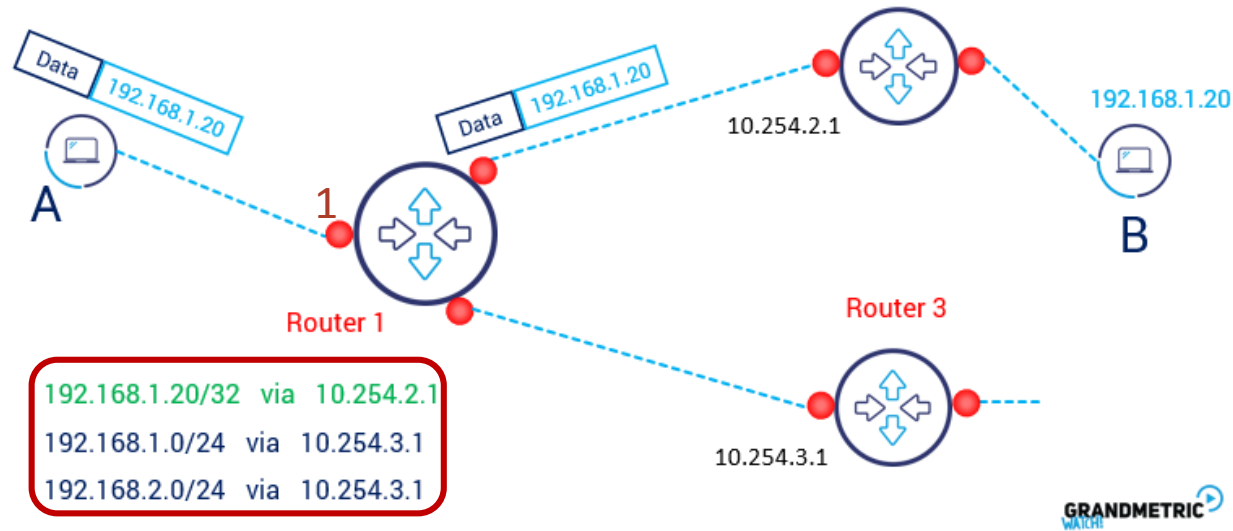 Data 192.168.1.20
Data 192.168.1.20
10.254.2.1
192.168.1.20
A
1
B
Router 1
Router 3
192.168.1.20/32 via 10.254.2.1
192.168.1.0/24 via 10.254.3.1
192.168.2.0/24 via 10.254.3.1
10.254.3.1
GRANDMETRIC
WATCH!